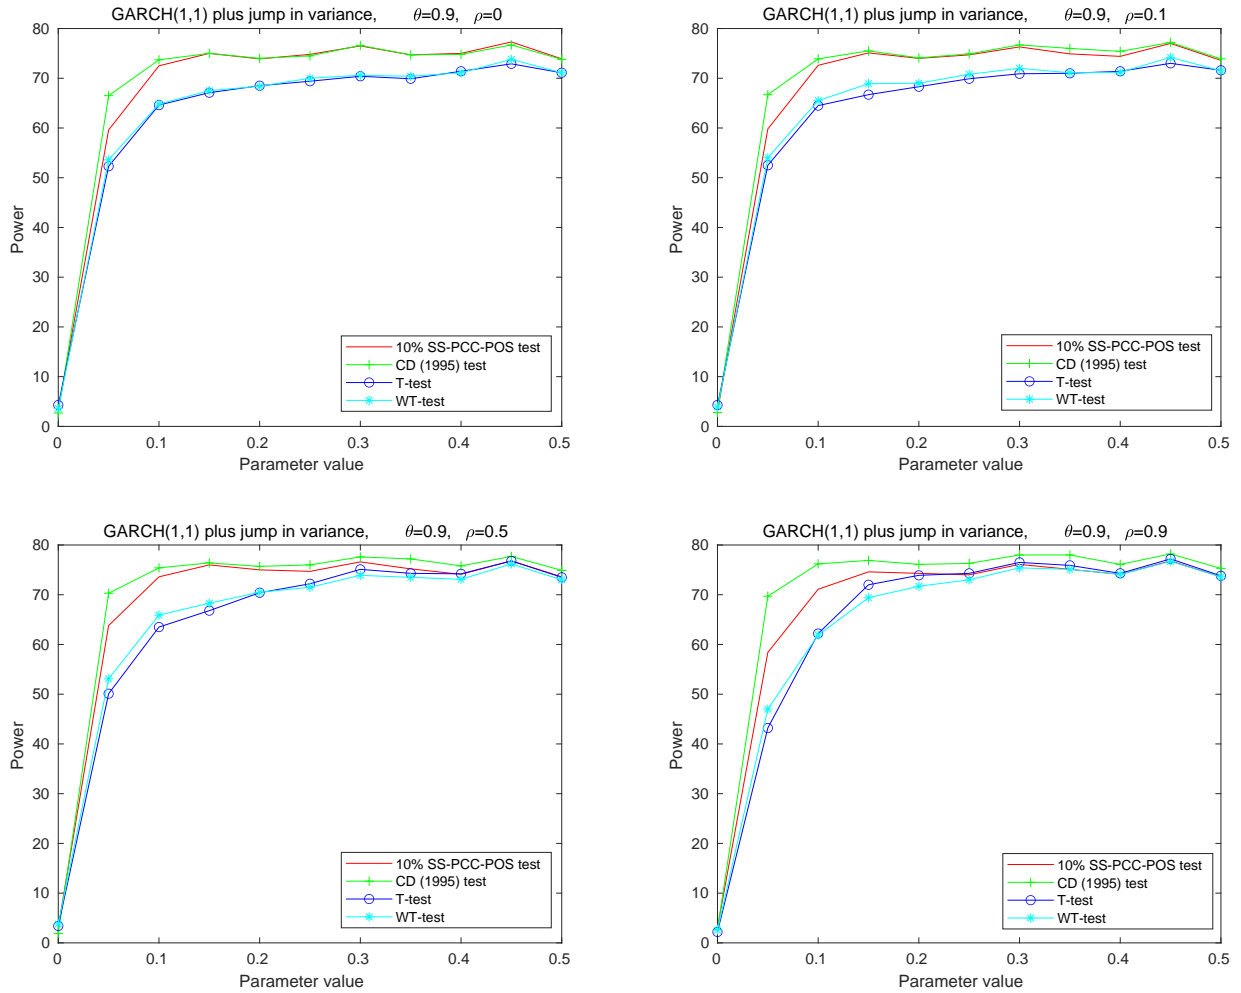 GARCH(1,1) plus jump in variance, θ=0.9, ρ=0
80
70
60
50
40
30
20
10
0
Power
0 0.1 0.2 0.3 0.4 0.5
Parameter value
10% SS-PCC-POS test
CD (1995) test
T-test
WT-test
GARCH(1,1) plus jump in variance, θ=0.9, ρ=0.1
80
70
60
50
40
30
20
10
0
Power
0 0.1 0.2 0.3 0.4 0.5
Parameter value
10% SS-PCC-POS test
CD (1995) test
T-test
WT-test
GARCH(1,1) plus jump in variance, θ=0.9, ρ=0.5
80
70
60
50
40
30
20
10
0
Power
0 0.1 0.2 0.3 0.4 0.5
Parameter value
10% SS-PCC-POS test
CD (1995) test
T-test
WT-test
GARCH(1,1) plus jump in variance, θ=0.9, ρ=0.9
80
70
60
50
40
30
20
10
0
Power
0 0.1 0.2 0.3 0.4 0.5
Parameter value
10% SS-PCC-POS test
CD (1995) test
T-test
WT-test